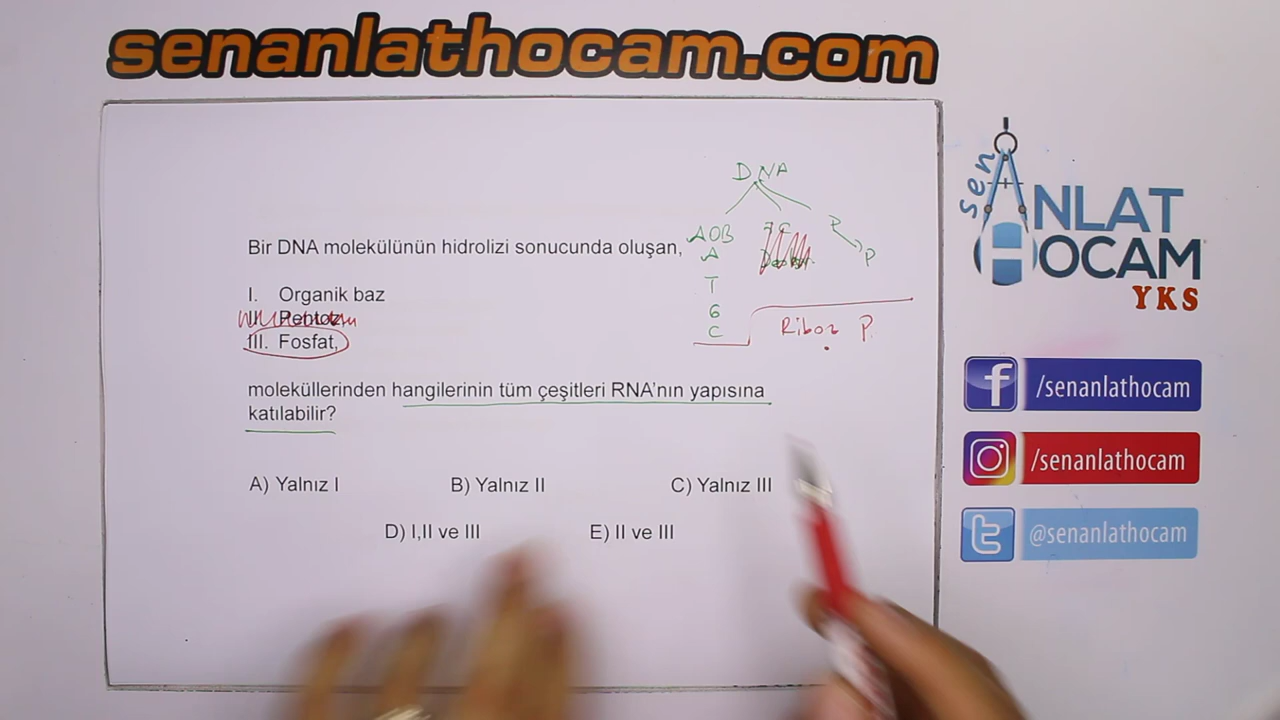 senanlathocam.com
Bir DNA molekülünün hidrolizi sonucunda oluşan,
I. Organik baz
II. Pentoz
III. Fosfat,
moleküllerinden hangilerinin tüm çeşitleri RNA'nın yapısına
katılabilir?
A) Yalnız I
B) Yalnız II
C) Yalnız III
D) I,II ve III
E) II ve III
DNA
AOB
P
A
P
T
G
C
Riboz P.
sen
ANLAT
HOCAM
YKS
/senanlathocam
/senanlathocam
@senanlathocam